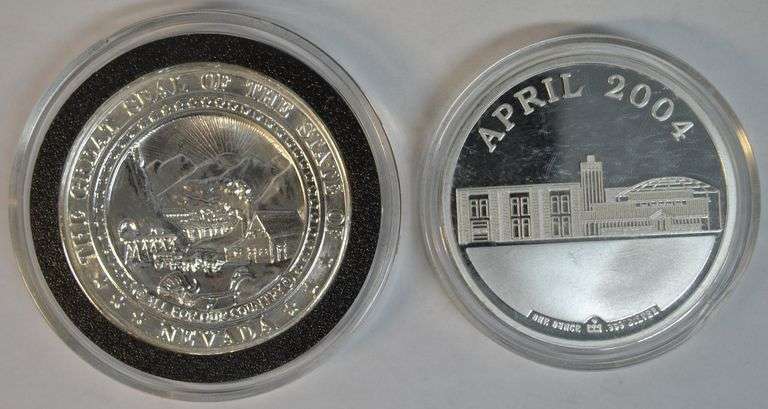 THE GREAT SEAL OF THE STATE OF
NEVADA
ALL FOR OUR COUNTRY
APRIL 2004
ONE OUNCE .999 SILVER